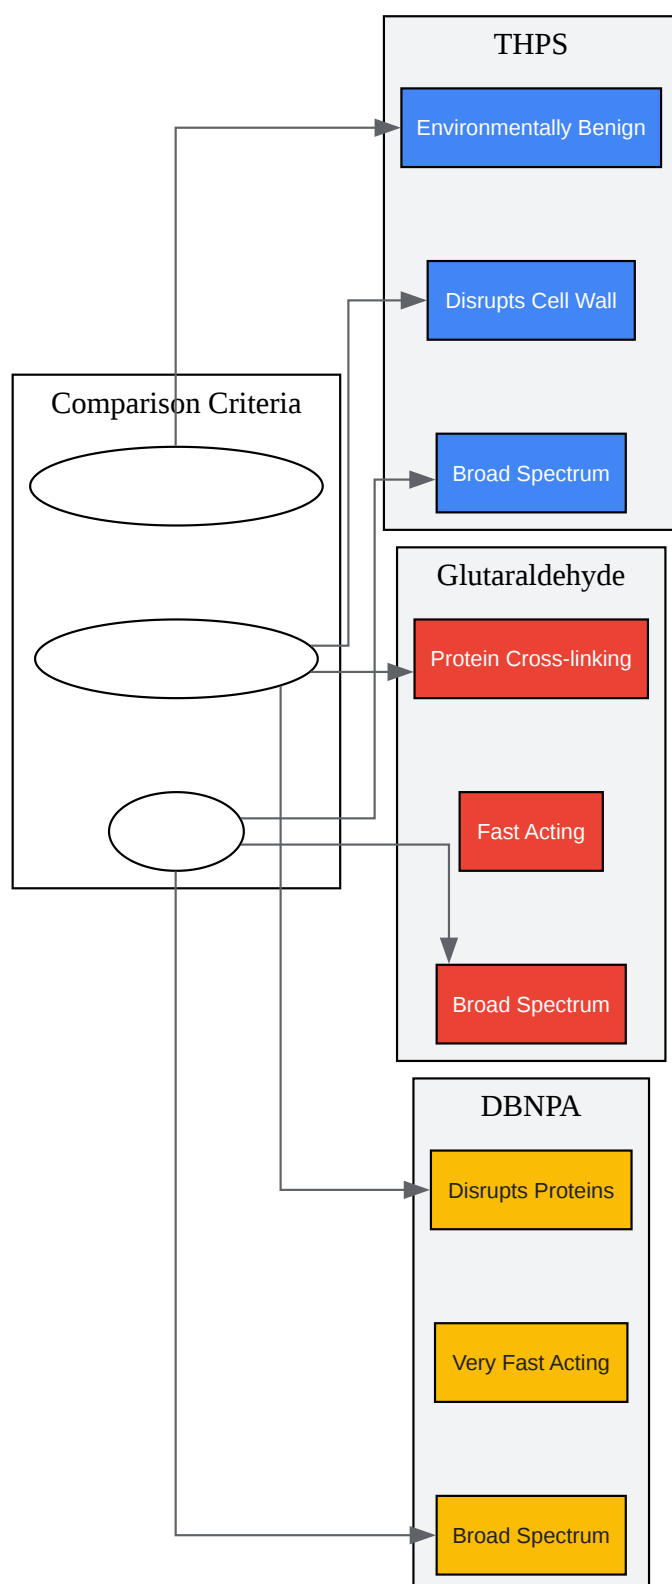 THPS
Environmentally Benign
Disrupts Cell Wall
Comparison Criteria
Broad Spectrum
Glutaraldehyde
Protein Cross-linking
Fast Acting
Broad Spectrum
DBNPA
Disrupts Proteins
Very Fast Acting
Broad Spectrum